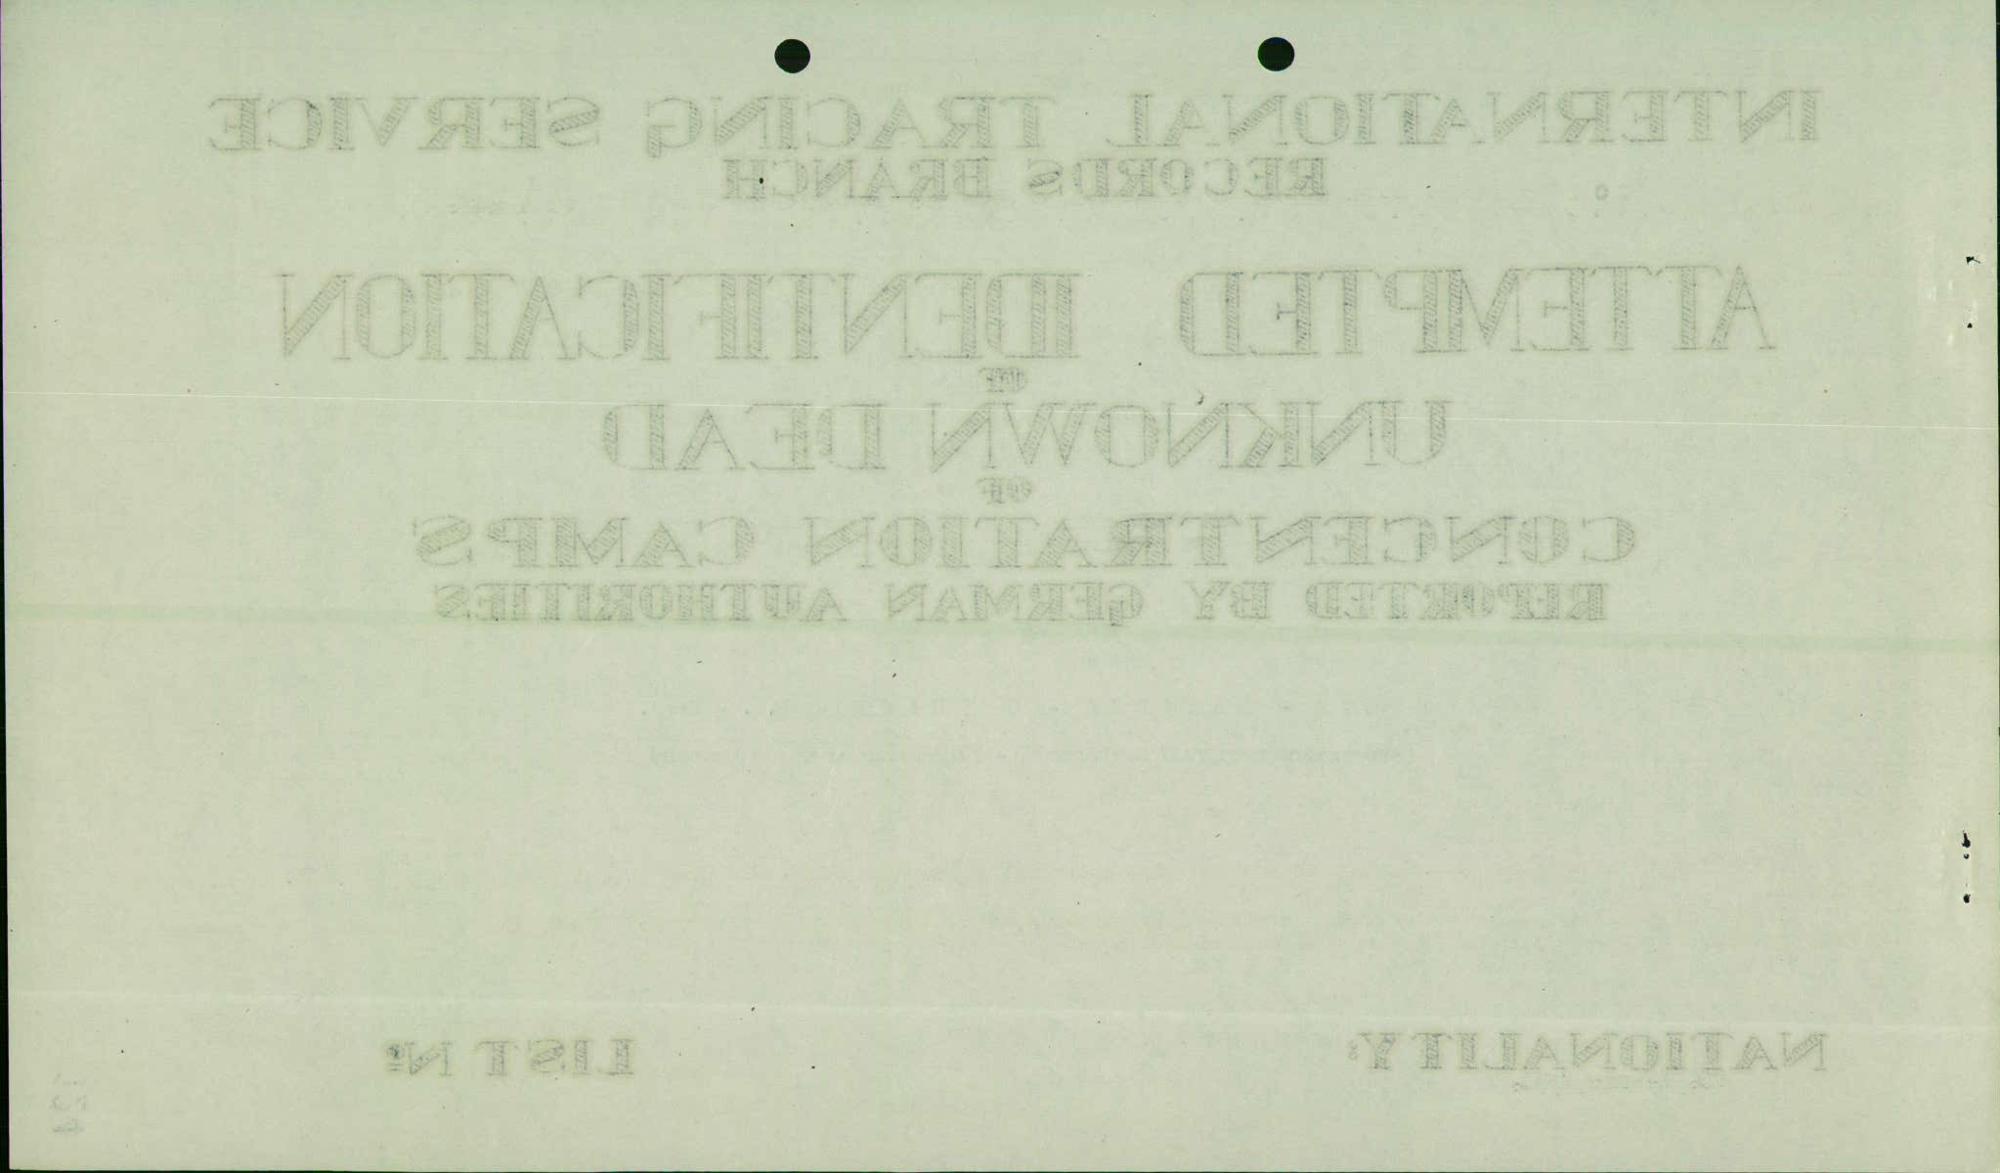 INTERNATIONAL TRACING SERVICE
RECORDS BRANCH
ATTEMPTED IDENTIFICATION
OF
UNKNOWN DEAD
OF
CONCENTRATION CAMPS
REPORTED BY GERMAN AUTHORITIES
NATIONALITY: LIST Nº